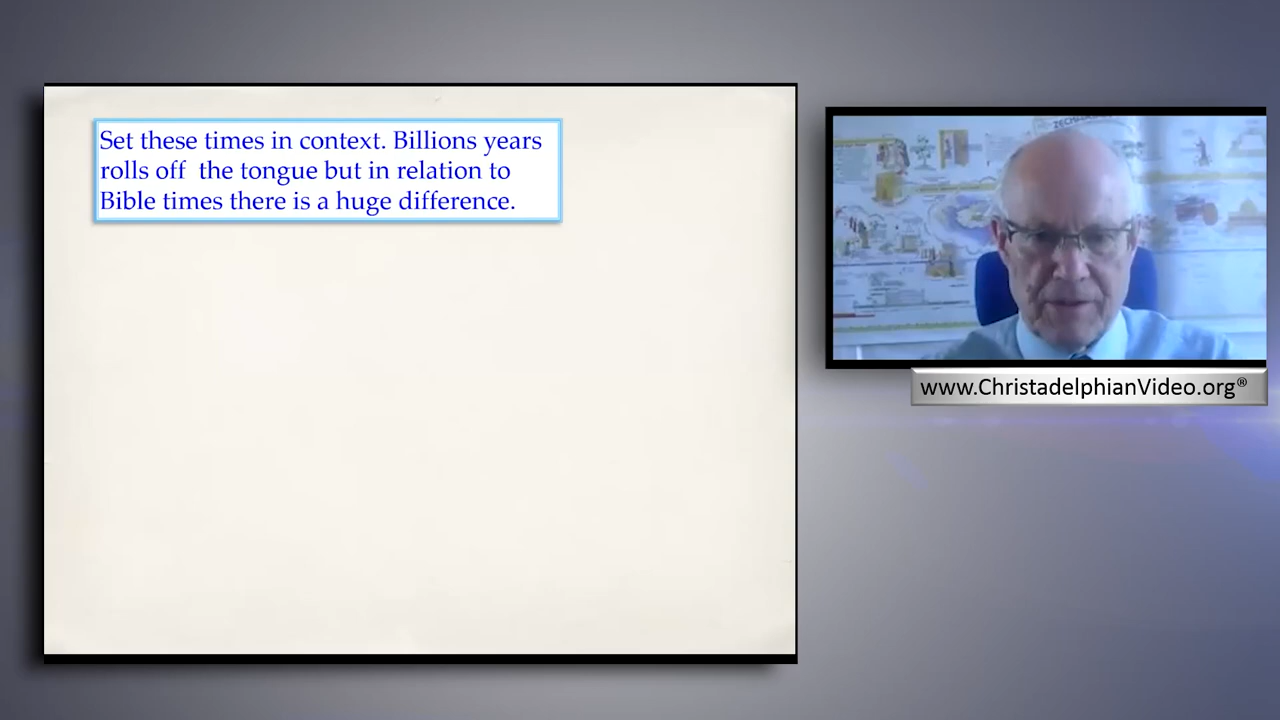 Set these times in context. Billions years
rolls off the tongue but in relation to
Bible times there is a huge difference.
www.ChristadelphianVideo.org®